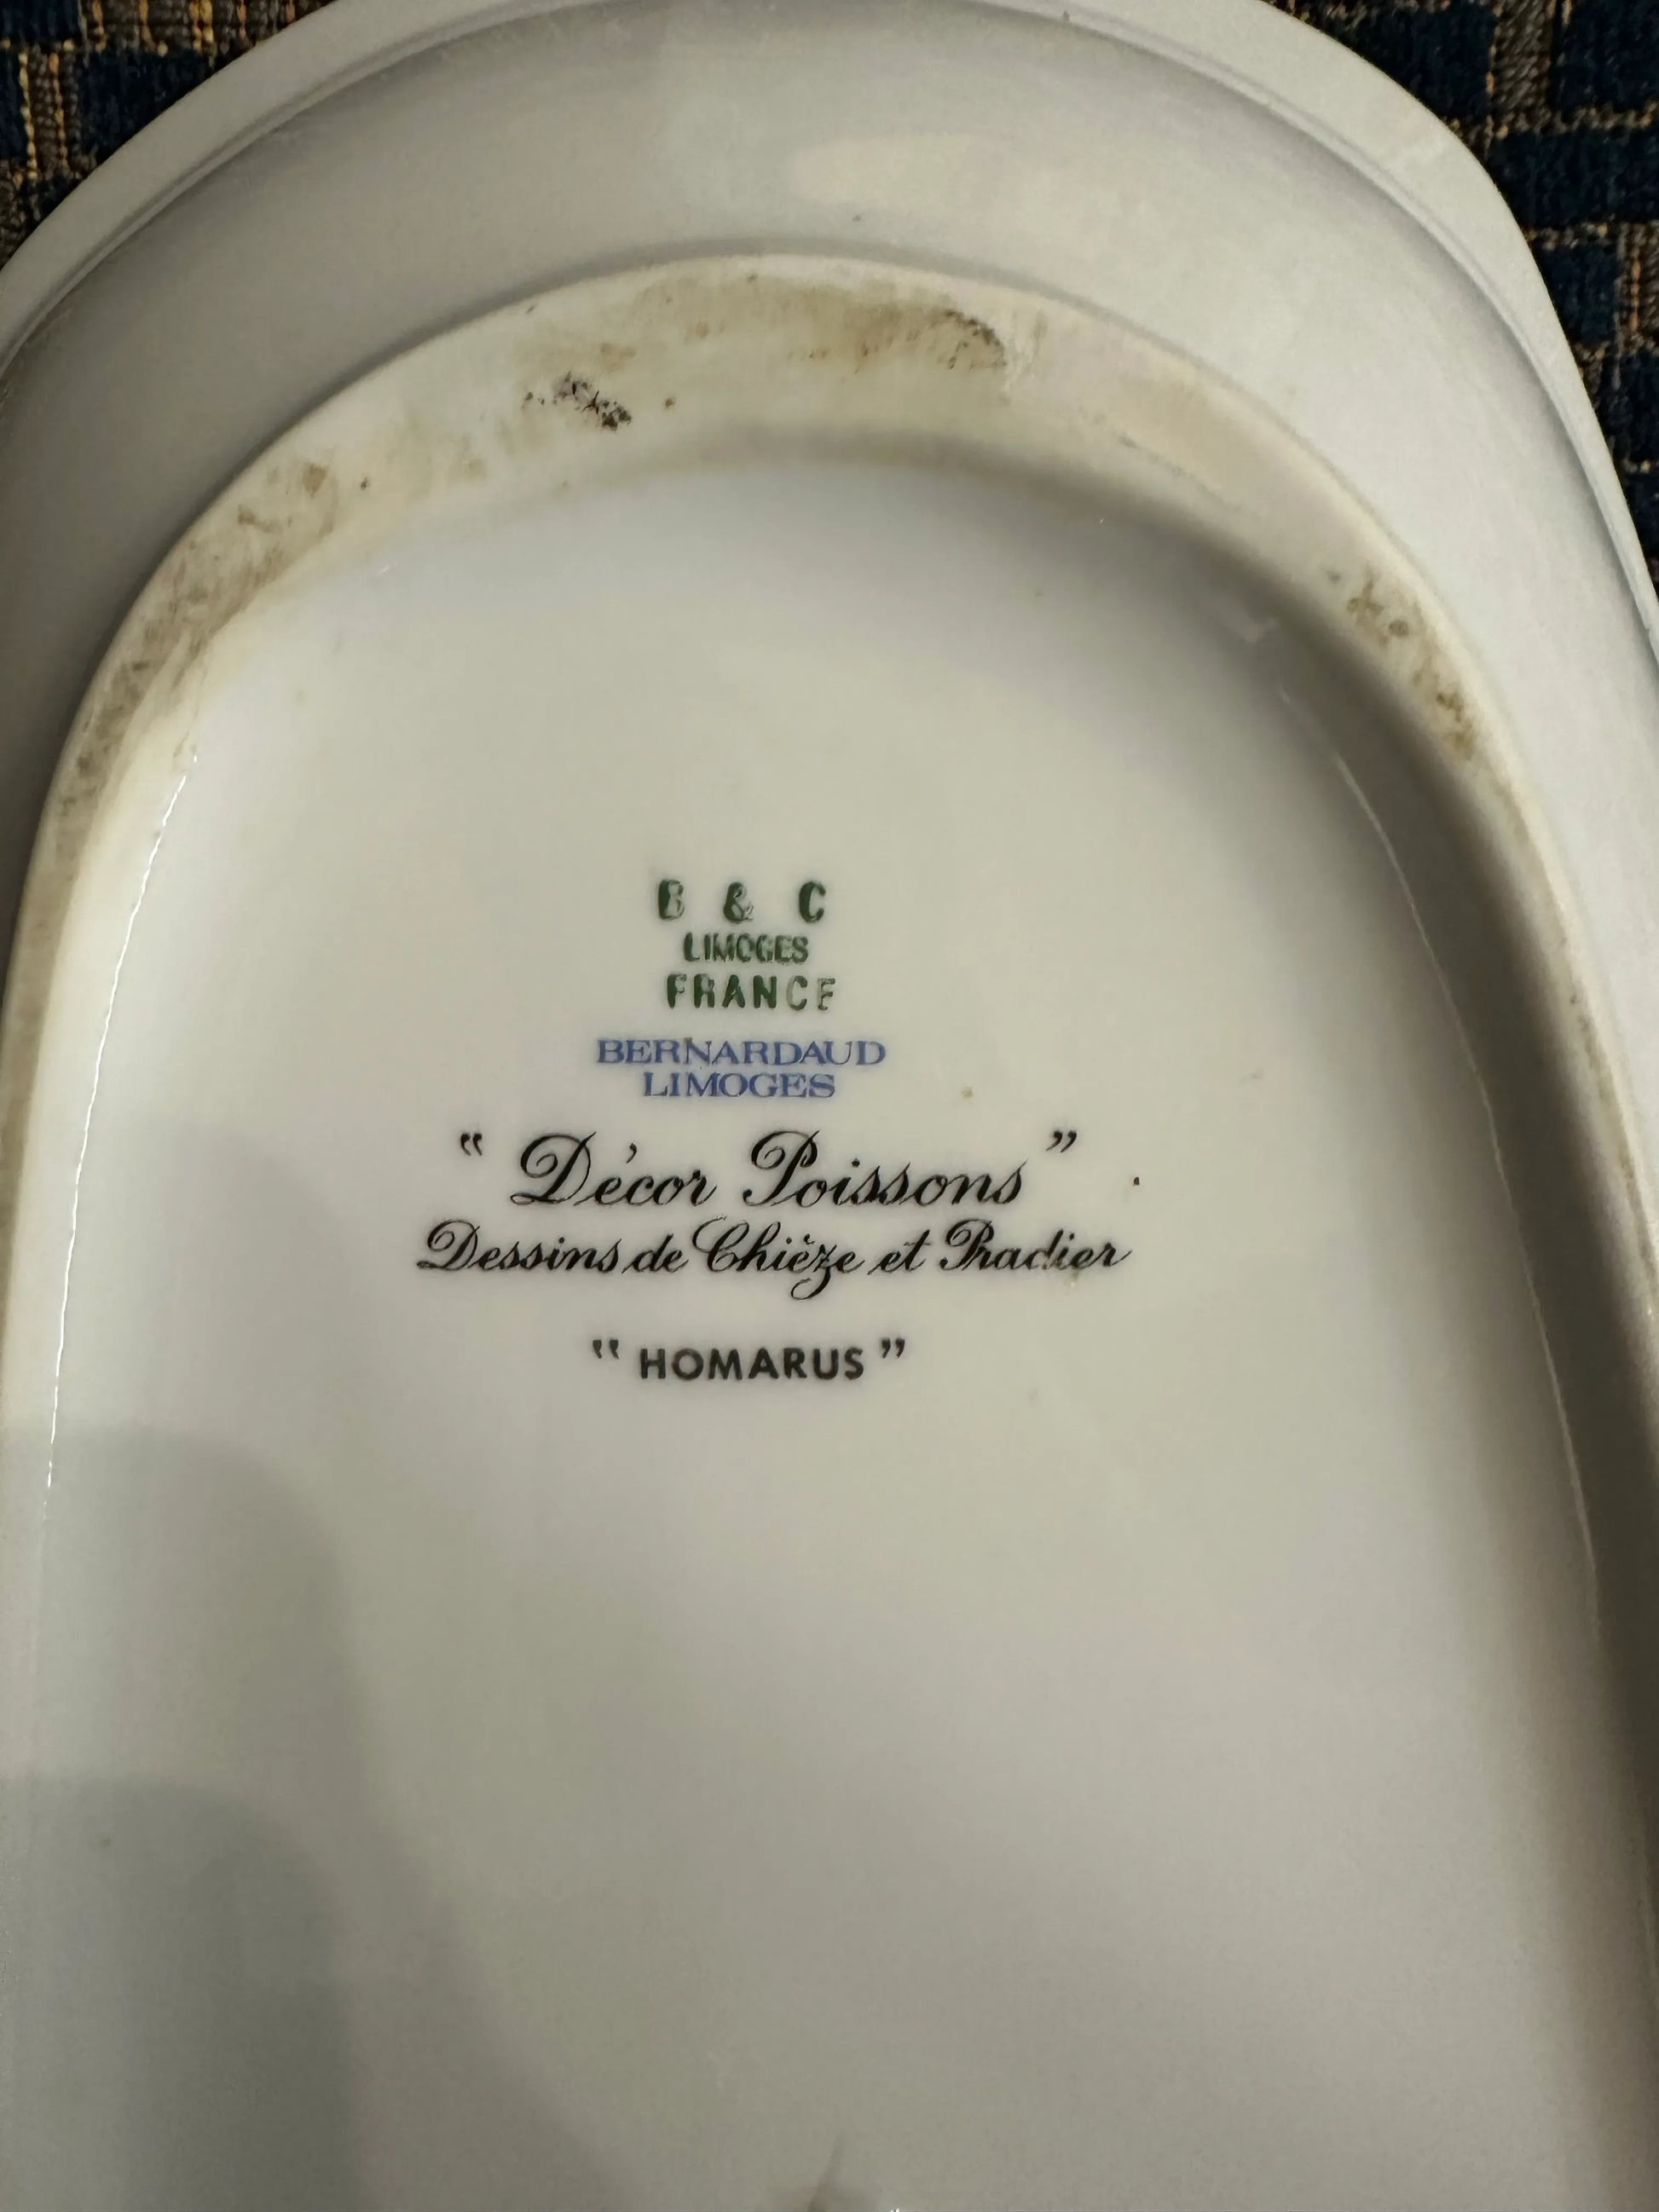 B & C
LIMOGES
FRANCE
BERNARDAUD
LIMOGES
“ Décor Poissons ”
Dessins de Chièze et Pradier
“ HOMARUS ”